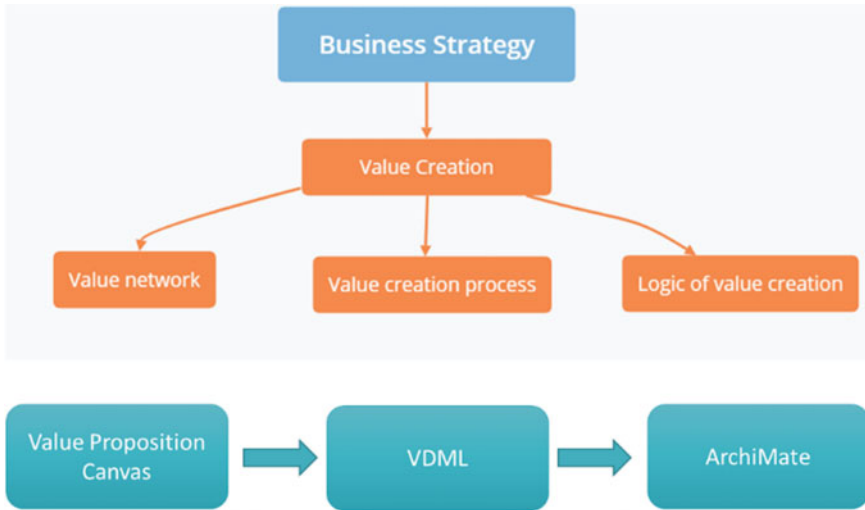 Business Strategy
Value Creation
Value network
Value creation process
Logic of value creation
Value Proposition
Canvas
VDML
ArchiMate